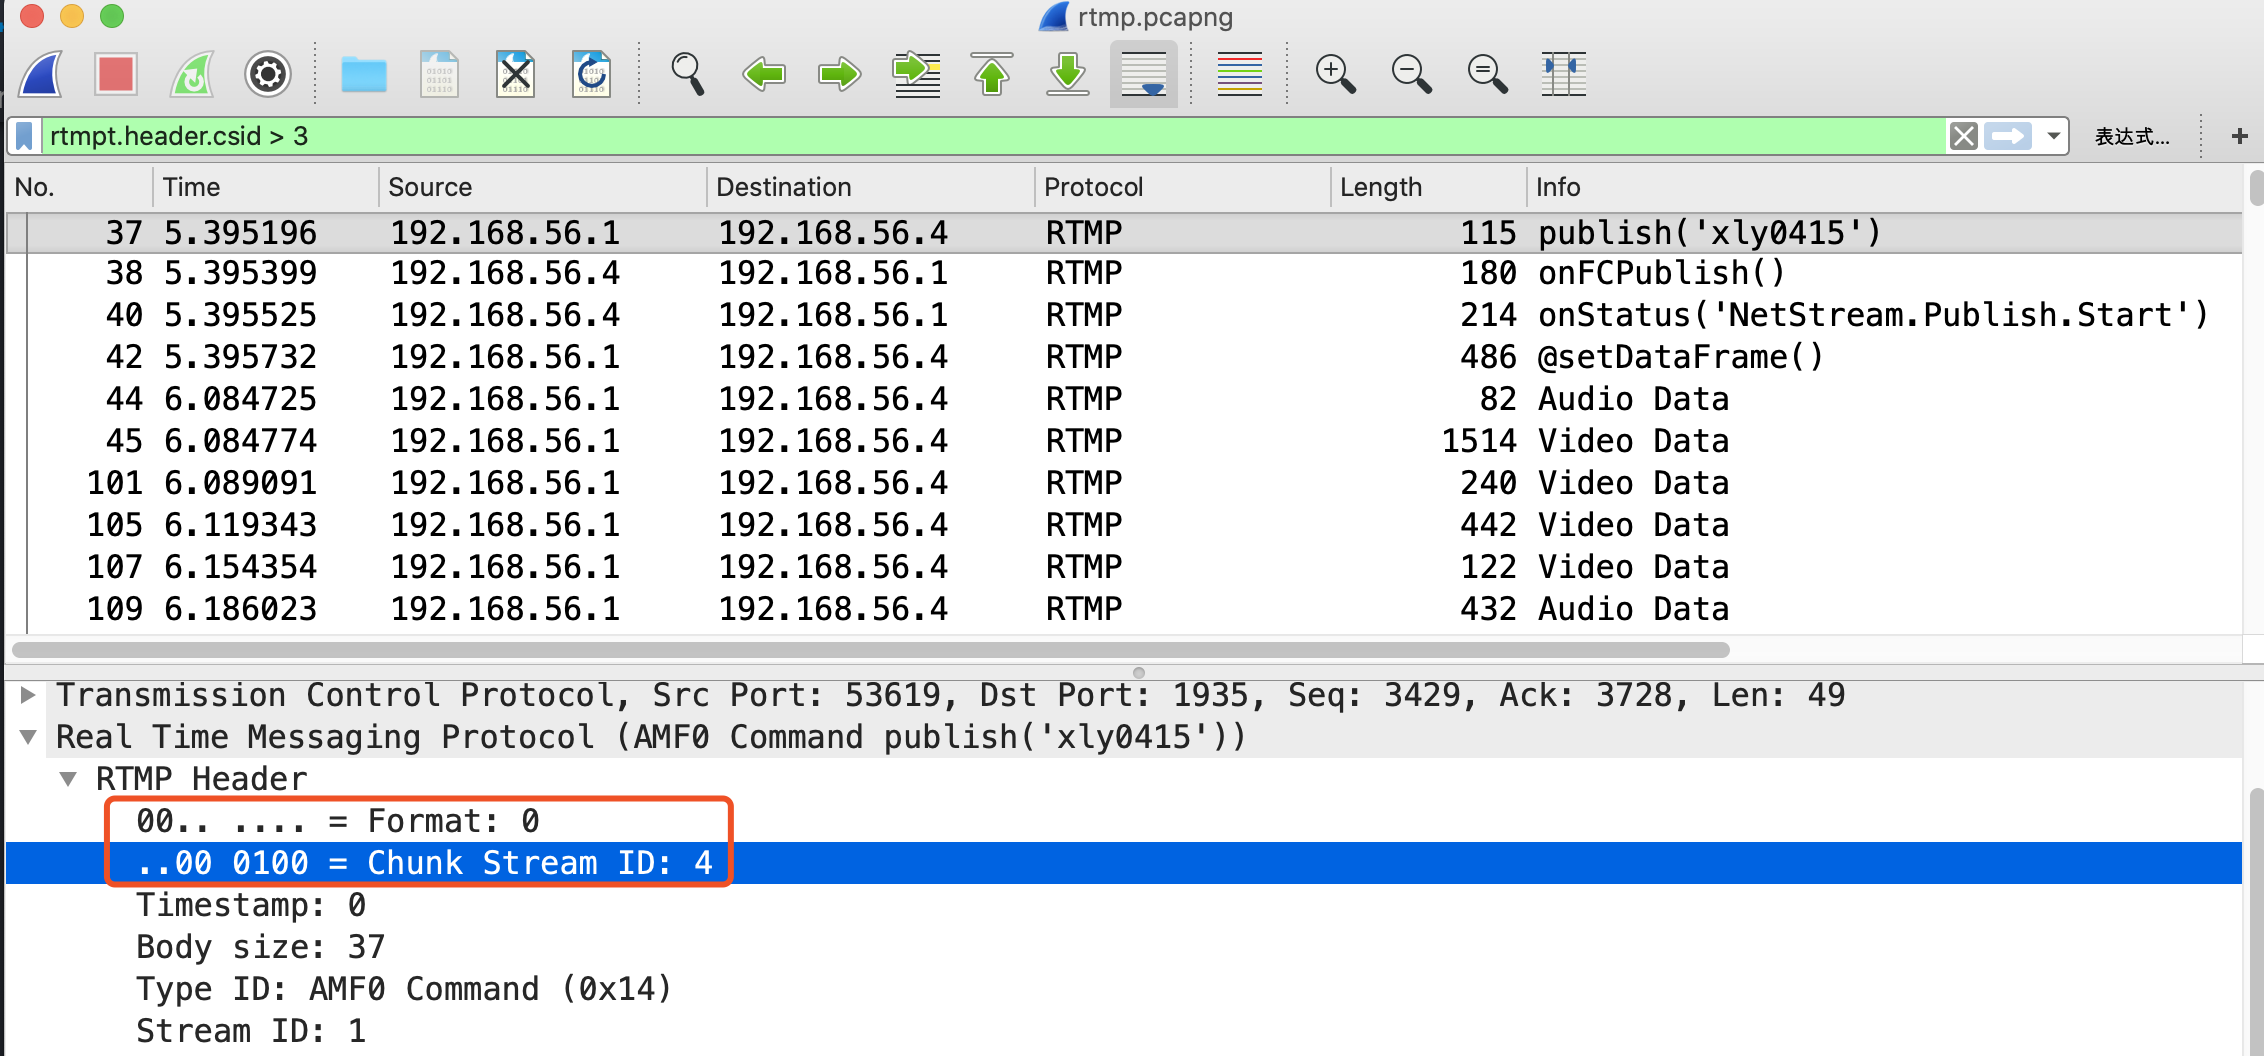 rtmp.pcapng
rtmpt.header.csid > 3
表达式...
+
No. Time Source Destination Protocol Length Info
37 5.395196 192.168.56.1 192.168.56.4 RTMP 115 publish('xly0415')
38 5.395399 192.168.56.4 192.168.56.1 RTMP 180 onFCPublish()
40 5.395525 192.168.56.4 192.168.56.1 RTMP 214 onStatus('NetStream.Publish.Start')
42 5.395732 192.168.56.1 192.168.56.4 RTMP 486 @setDataFrame()
44 6.084725 192.168.56.1 192.168.56.4 RTMP 82 Audio Data
45 6.084774 192.168.56.1 192.168.56.4 RTMP 1514 Video Data
101 6.089091 192.168.56.1 192.168.56.4 RTMP 240 Video Data
105 6.119343 192.168.56.1 192.168.56.4 RTMP 442 Video Data
107 6.154354 192.168.56.1 192.168.56.4 RTMP 122 Video Data
109 6.186023 192.168.56.1 192.168.56.4 RTMP 432 Audio Data
Transmission Control Protocol, Src Port: 53619, Dst Port: 1935, Seq: 3429, Ack: 3728, Len: 49
Real Time Messaging Protocol (AMF0 Command publish('xly0415'))
RTMP Header
00.. .... = Format: 0
..00 0100 = Chunk Stream ID: 4
Timestamp: 0
Body size: 37
Type ID: AMF0 Command (0x14)
Stream ID: 1